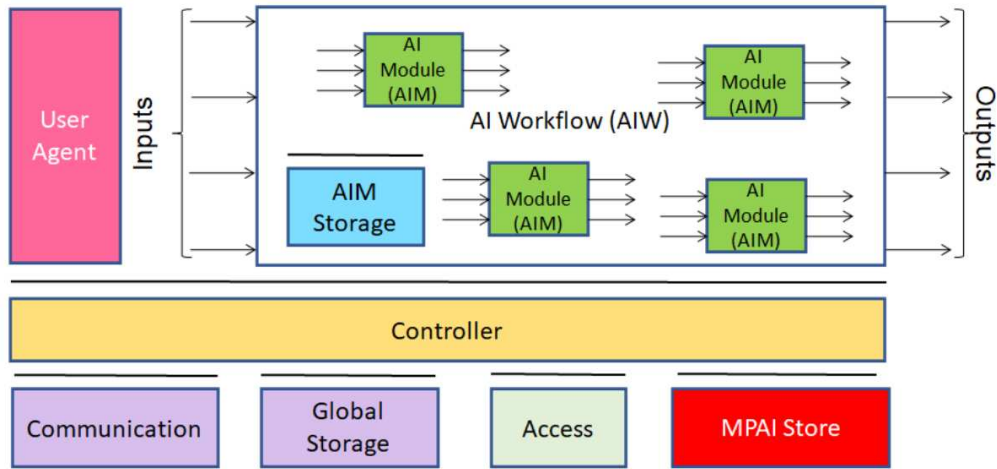 User
Agent
Inputs
AI
Module
(AIM)
AI
Module
(AIM)
AI Workflow (AIW)
AIM
Storage
AI
Module
(AIM)
AI
Module
(AIM)
Outputs
Controller
Communication
Global
Storage
Access
MPAI Store